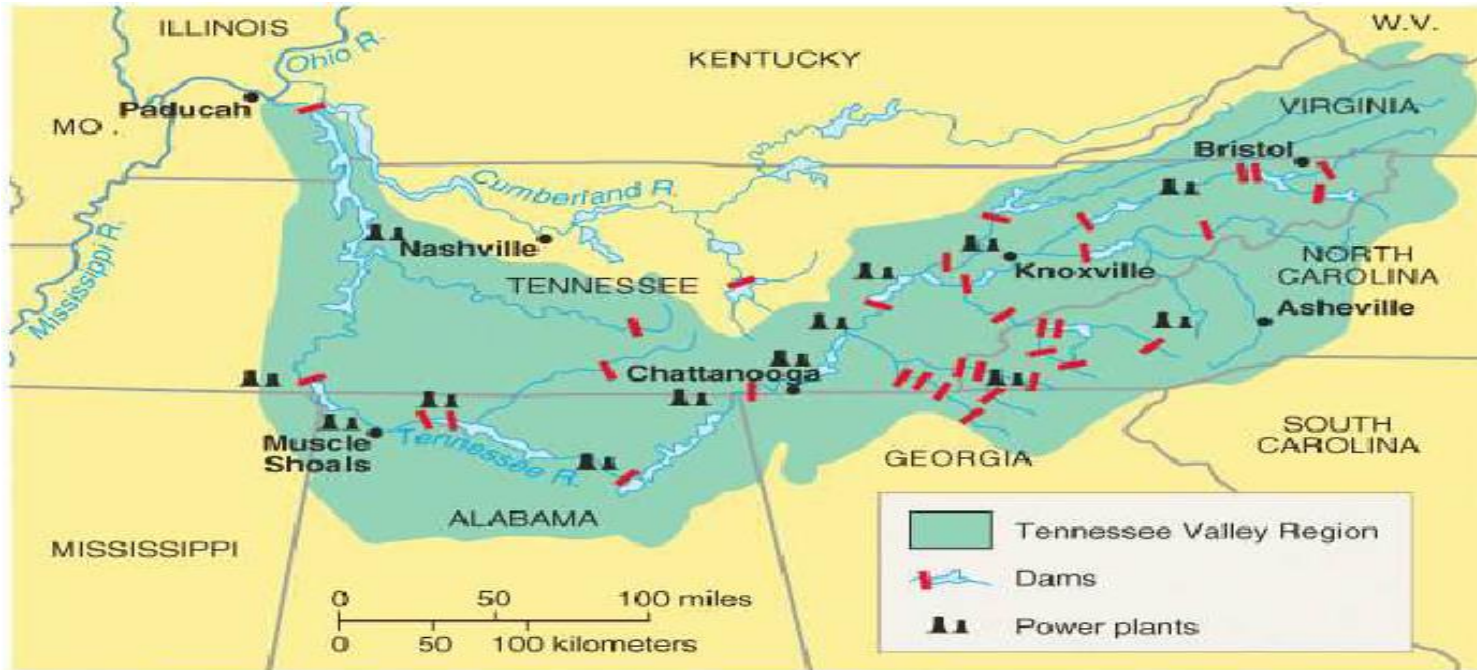 W.V.
ILLINOIS
Ohio R.
KENTUCKY
Paducah
VIRGINIA
MO.
Bristol
Cumberland R.
Mississippi R.
Nashville
TENNESSEE
Knoxville
NORTH
CAROLINA
Asheville
Chattanooga
Muscle
Shoals
Tennessee R.
SOUTH
CAROLINA
GEORGIA
ALABAMA
MISSISSIPPI
Tennessee Valley Region
Dams
Power plants
0 50 100 miles
0 50 100 kilometers